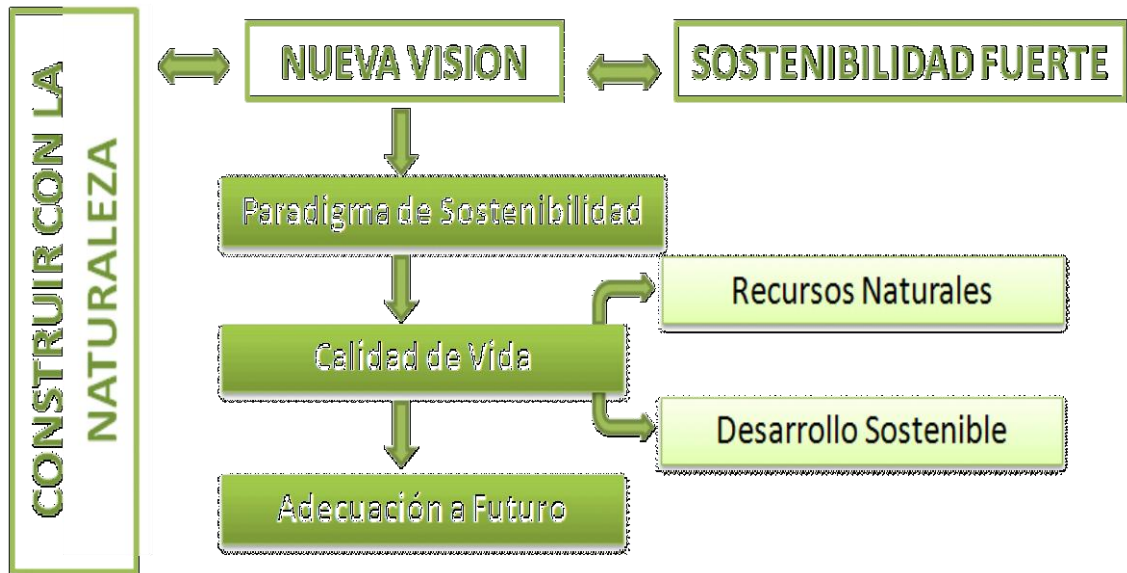 CONSTRUIR CON LA
NATURALEZA
NUEVA VISION
SOSTENIBILIDAD FUERTE
Paradigma de Sostenibilidad
Recursos Naturales
Calidad de Vida
Desarrollo Sostenible
Adecuación a Futuro